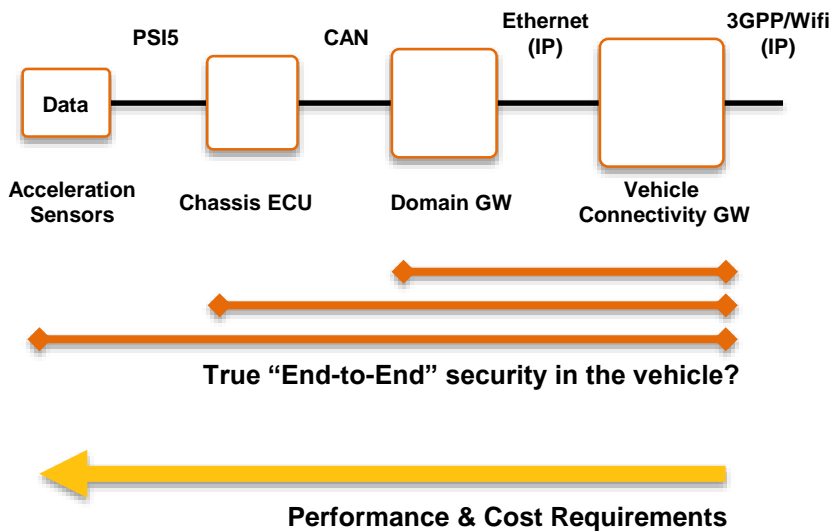 PSI5
CAN
Ethernet
(IP)
3GPP/Wifi
(IP)
Data
Acceleration
Sensors
Chassis ECU
Domain GW
Vehicle
Connectivity GW
True “End-to-End” security in the vehicle?
Performance & Cost Requirements